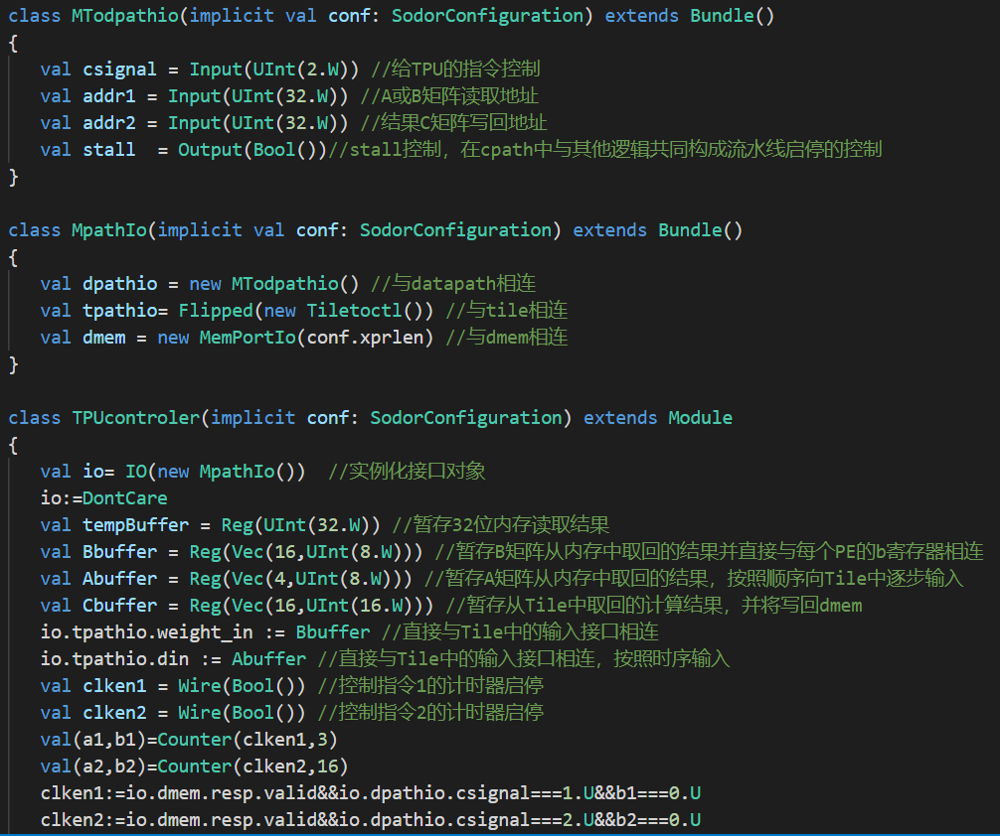 class MTodpathio(implicit val conf: SodorConfiguration) extends Bundle()
{
val csignal = Input(UInt(2.W)) //给TPU的指令控制
val addr1 = Input(UInt(32.W)) //A或B矩阵读取地址
val addr2 = Input(UInt(32.W)) //结果C矩阵写回地址
val stall  = Output(Bool())//stall控制，在cpath中与其他逻辑共同构成流水线启停的控制
}
class MpathIo(implicit val conf: SodorConfiguration) extends Bundle()
{
val dpathio = new MTodpathio() //与datapath相连
val tpathio= Flipped(new Tiletoctl()) //与tile相连
val dmem = new MemPortIo(conf.xprlen) //与dmem相连
}
class TPUcontroler(implicit conf: SodorConfiguration) extends Module
{
val io= IO(new MpathIo())  //实例化接口对象
io:=DontCare
val tempBuffer = Reg(UInt(32.W)) //暂存32位内存读取结果
val Bbuffer = Reg(Vec(16,UInt(8.W))) //暂存B矩阵从内存中取回的结果并直接与每个PE的b寄存器相连
val Abuffer = Reg(Vec(4,UInt(8.W))) //暂存A矩阵从内存中取回的结果，按照顺序向Tile中逐步输入
val Cbuffer = Reg(Vec(16,UInt(16.W))) //暂存从Tile中取回的计算结果，并将写回dmem
io.tpathio.weight_in := Bbuffer //直接与Tile中的输入接口相连
io.tpathio.din := Abuffer //直接与Tile中的输入接口相连，按照时序输入
val clken1 = Wire(Bool()) //控制指令1的计时器启停
val clken2 = Wire(Bool()) //控制指令2的计时器启停
val(a1,b1)=Counter(clken1,3)
val(a2,b2)=Counter(clken2,16)
clken1:=io.dmem.resp.valid&&io.dpathio.csignal===1.U&&b1===0.U
clken2:=io.dmem.resp.valid&&io.dpathio.csignal===2.U&&b2===0.U